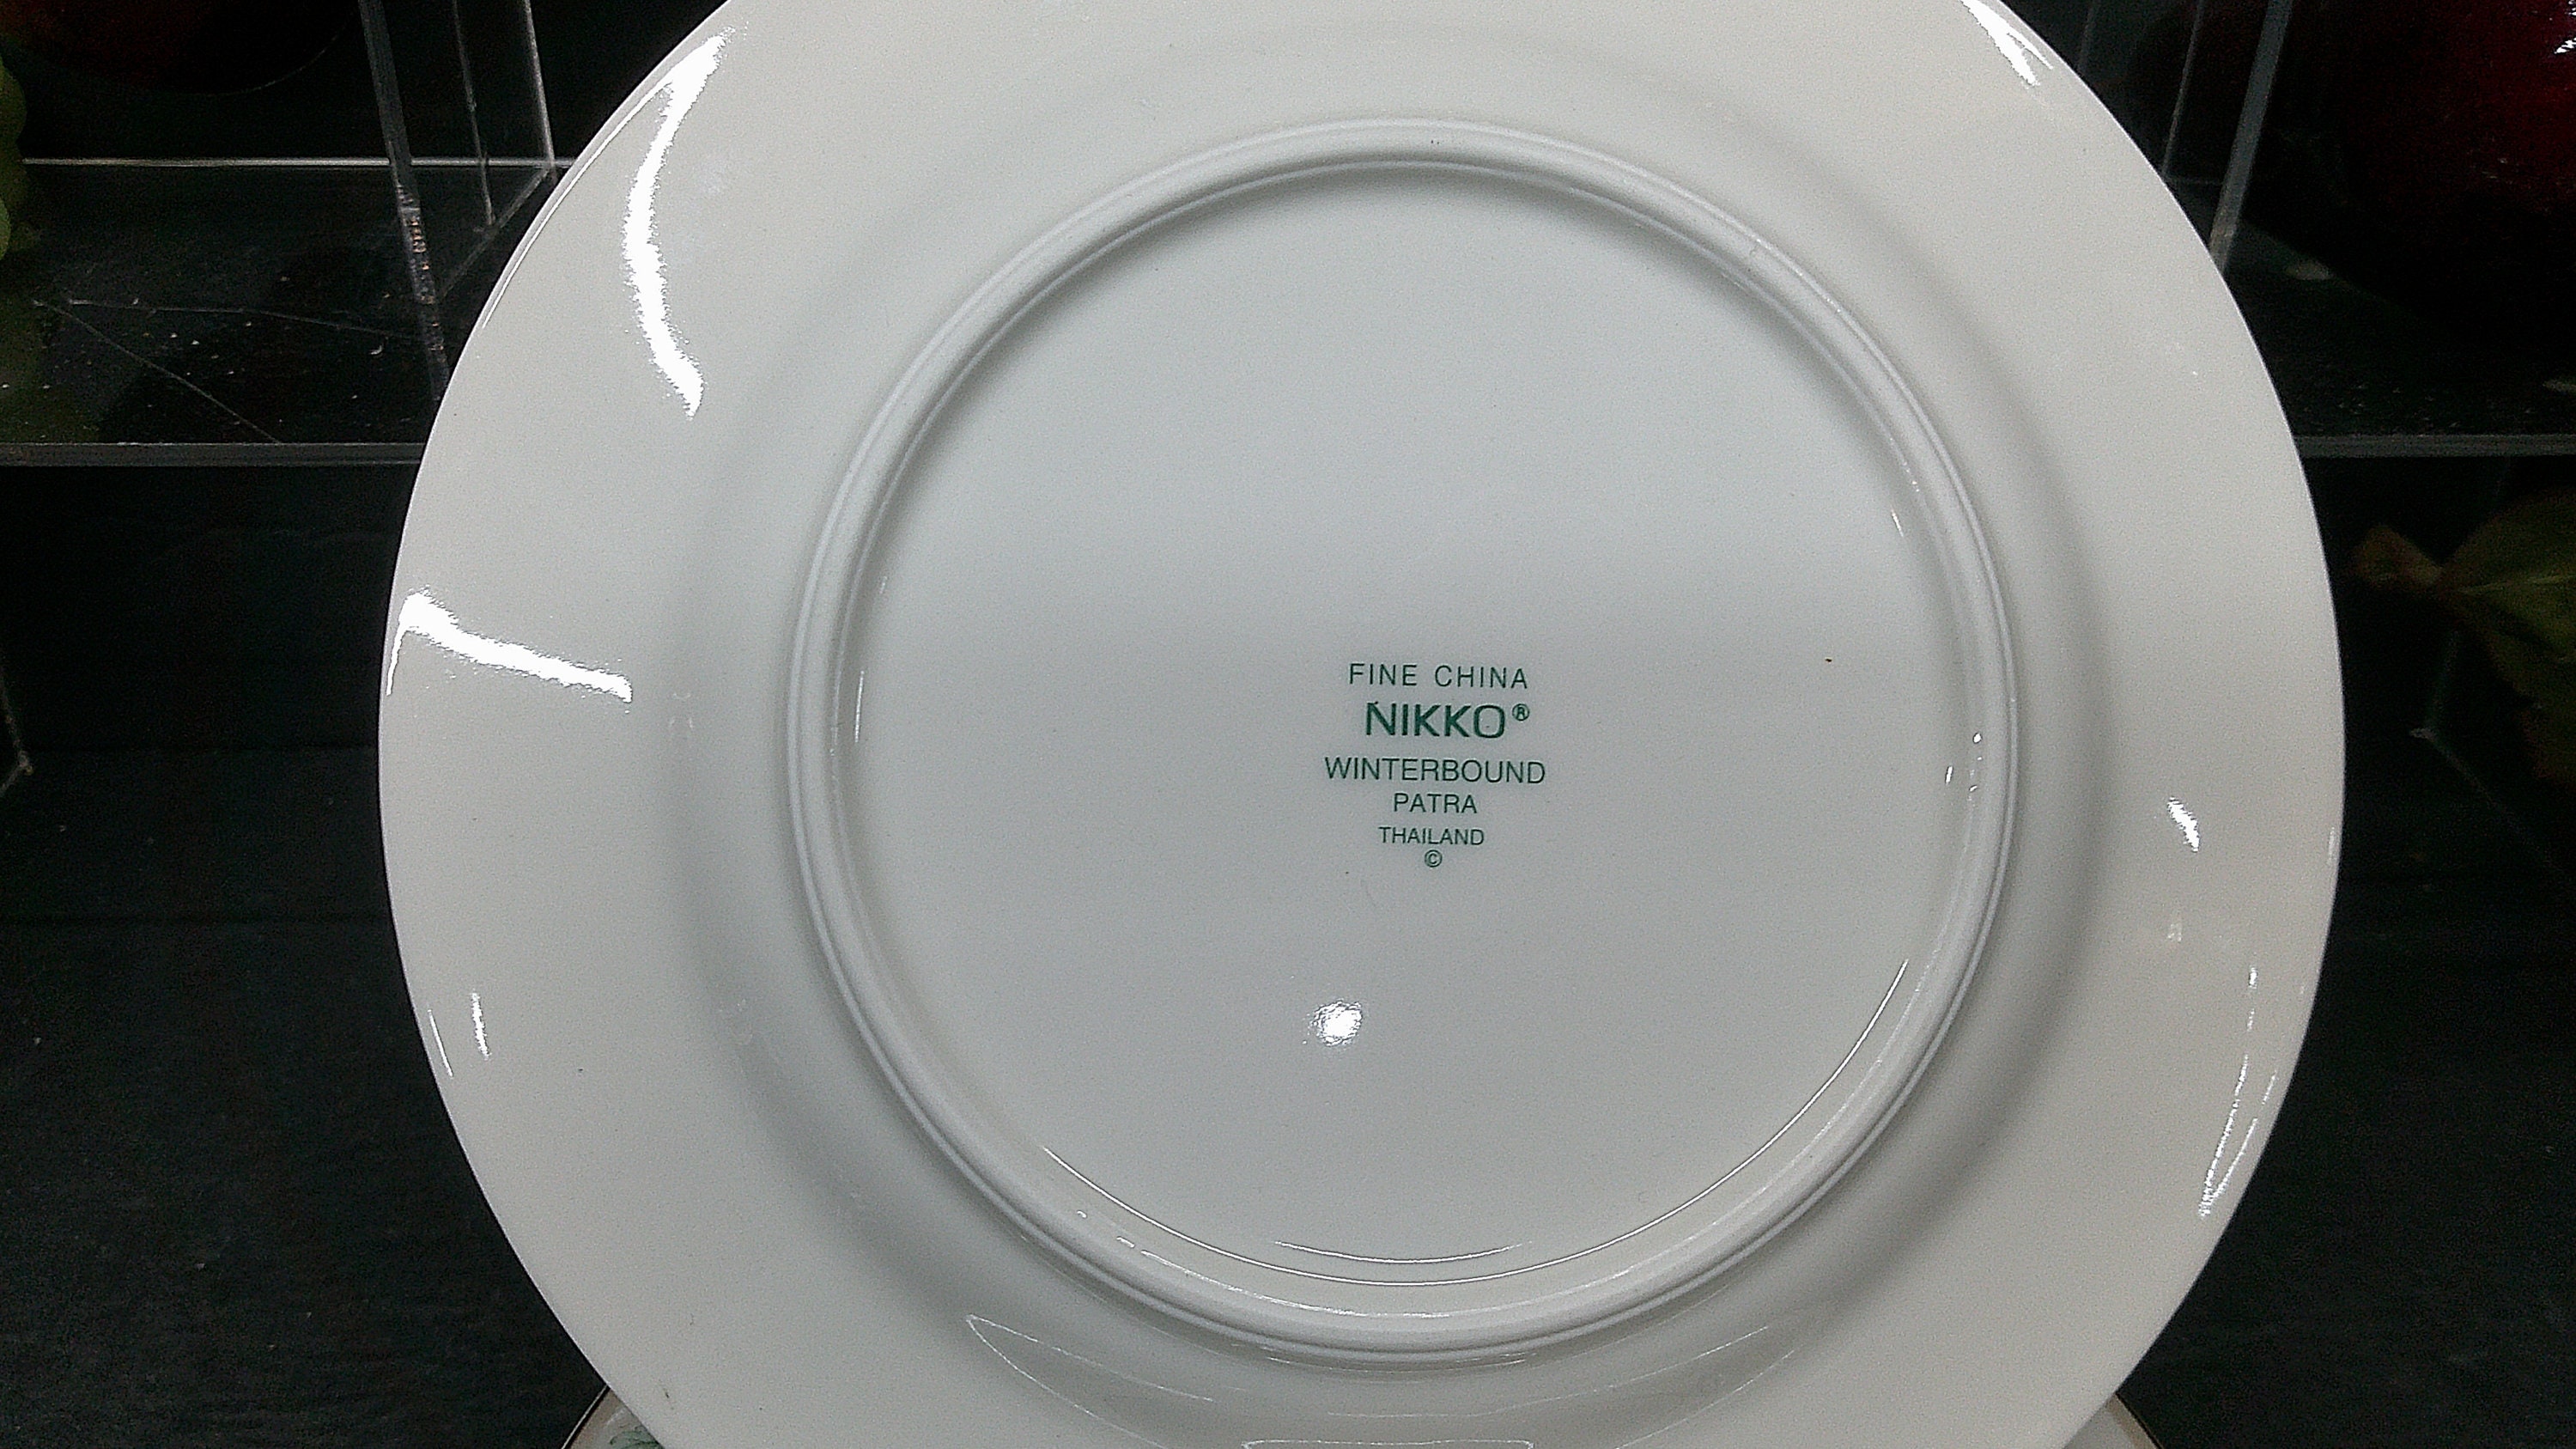 FINE CHINA
NIKKO®
WINTERBOUND
PATRA
THAILAND
©